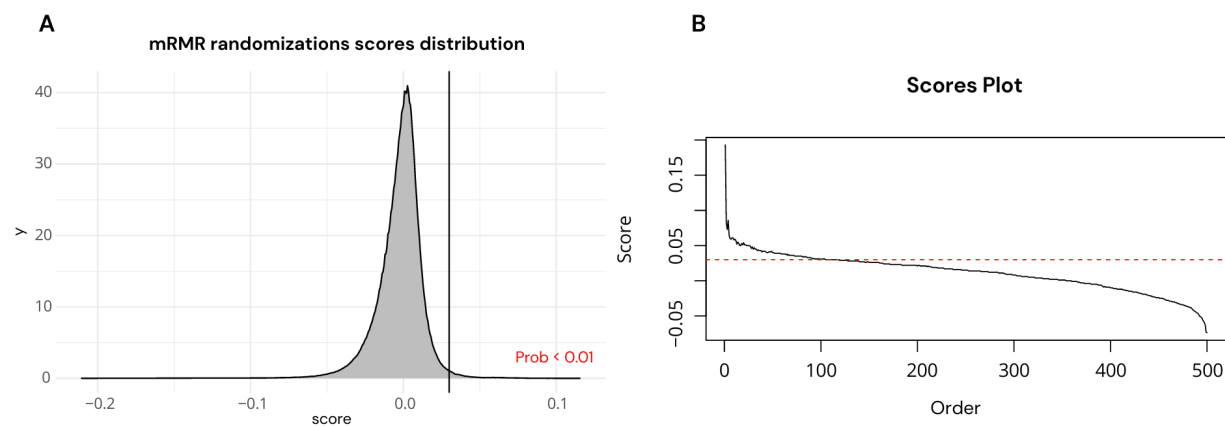 A
mRMR randomizations scores distribution
y
40
30
20
10
0
Prob < 0.01
−0.2
−0.1
0.0
0.1
score
B
Scores Plot
Score
0.15
0.05
−0.05
0
100
200
300
400
500
Order